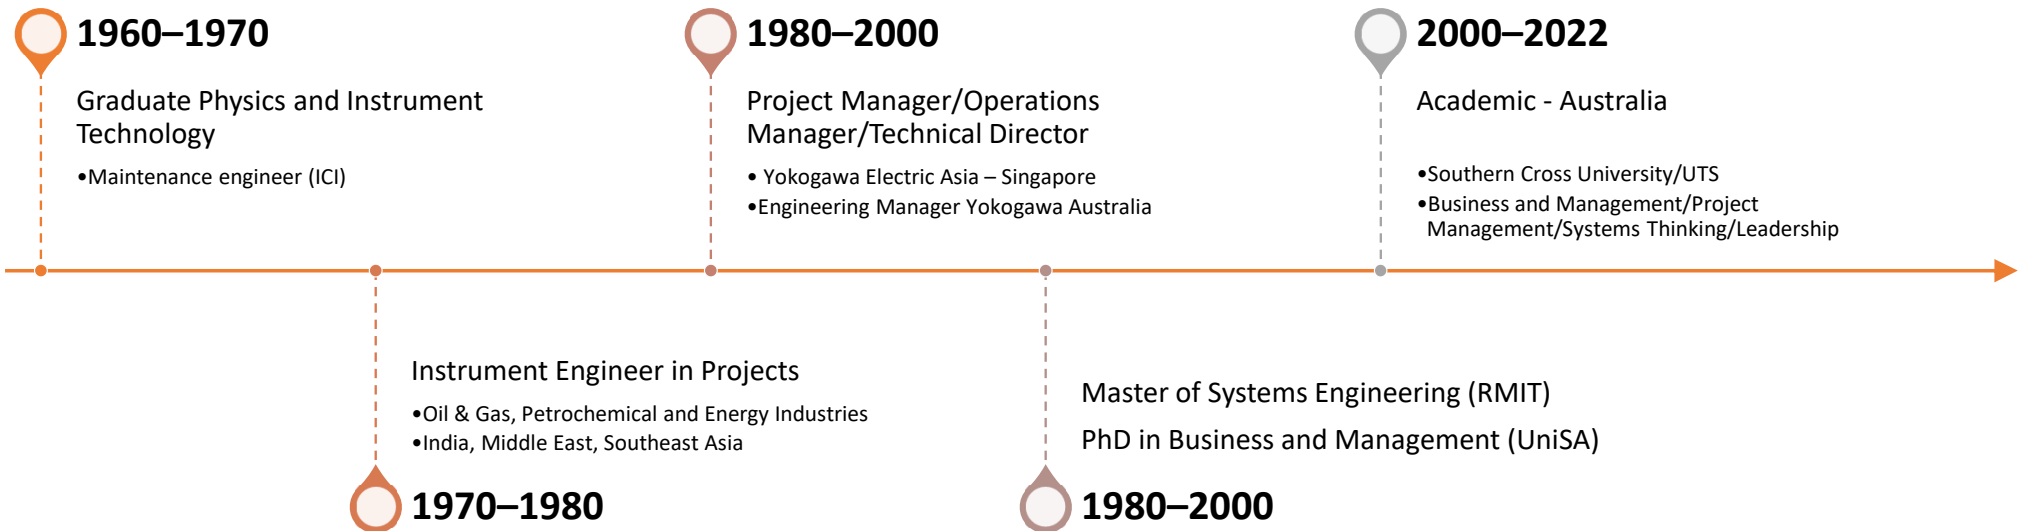 1960–1970
Graduate Physics and Instrument
Technology
•Maintenance engineer (ICI)
Instrument Engineer in Projects
•Oil & Gas, Petrochemical and Energy Industries
•India, Middle East, Southeast Asia
1970–1980
1980–2000
Project Manager/Operations
Manager/Technical Director
• Yokogawa Electric Asia – Singapore
•Engineering Manager Yokogawa Australia
Master of Systems Engineering (RMIT)
PhD in Business and Management (UniSA)
1980–2000
2000–2022
Academic - Australia
•Southern Cross University/UTS
•Business and Management/Project
Management/Systems Thinking/Leadership